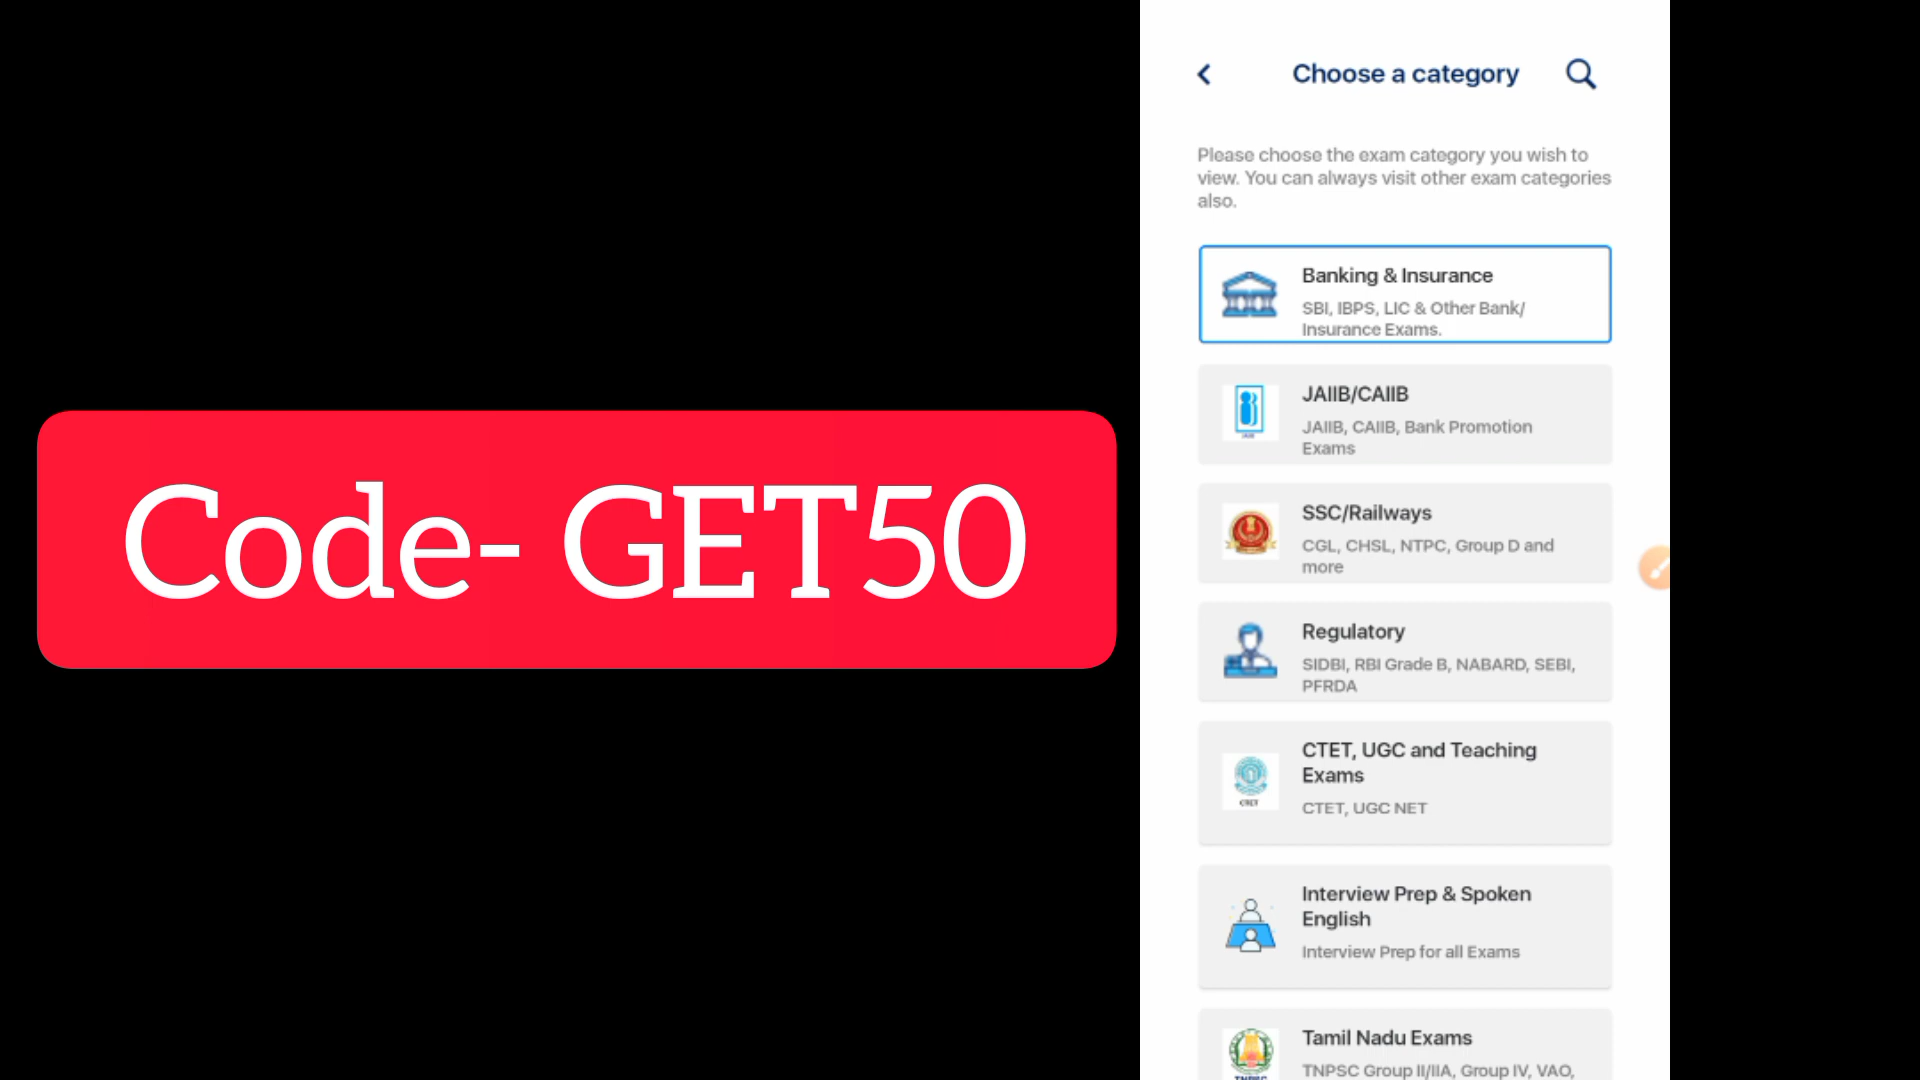 Code- GET50
Choose a category
Please choose the exam category you wish to
view. You can always visit other exam categories
also.
Banking & Insurance
SBI, IBPS, LIC & Other Bank/
Insurance Exams.
JAIIB/CAIIB
JAIIB, CAIIB, Bank Promotion
Exams
SSC/Railways
CGL, CHSL, NTPC, Group D and
more
Regulatory
SIDBI, RBI Grade B, NABARD, SEBI,
PFRDA
CTET, UGC and Teaching
Exams
CTET, UGC NET
CTET
Interview Prep & Spoken
English
Interview Prep for all Exams
Tamil Nadu Exams
TNPSC Group II/IIA, Group IV, VAO,
TNPSC